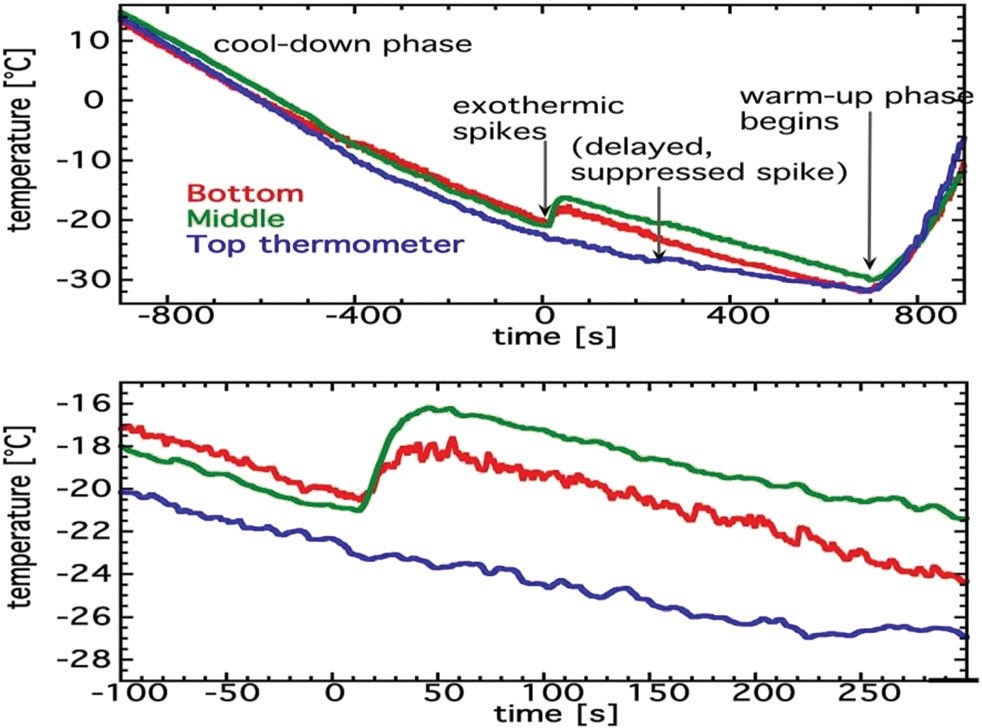 10
0
-10
-20
-30
temperature [°C]
cool-down phase
exothermic
spikes
(delayed,
suppressed spike)
warm-up phase
begins
Bottom
Middle
Top thermometer
-800
-400
0
400
800
time [s]
-16
-18
-20
-22
-24
-26
-28
temperature [°C]
-100
-50
0
50
100
150
200
250
time [s]